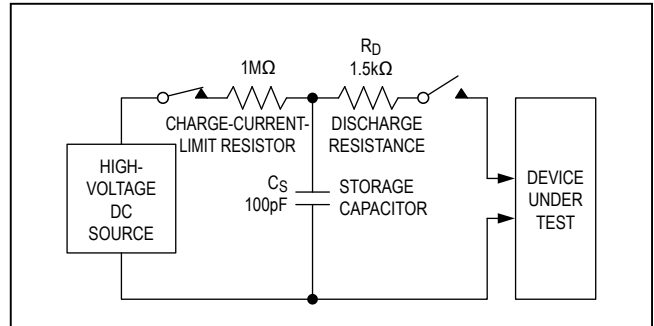 1MΩ
CHARGE-CURRENT-
LIMIT RESISTOR
RD
1.5kΩ
DISCHARGE
RESISTANCE
HIGH-
VOLTAGE
DC
SOURCE
CS
100pF
STORAGE
CAPACITOR
DEVICE
UNDER
TEST